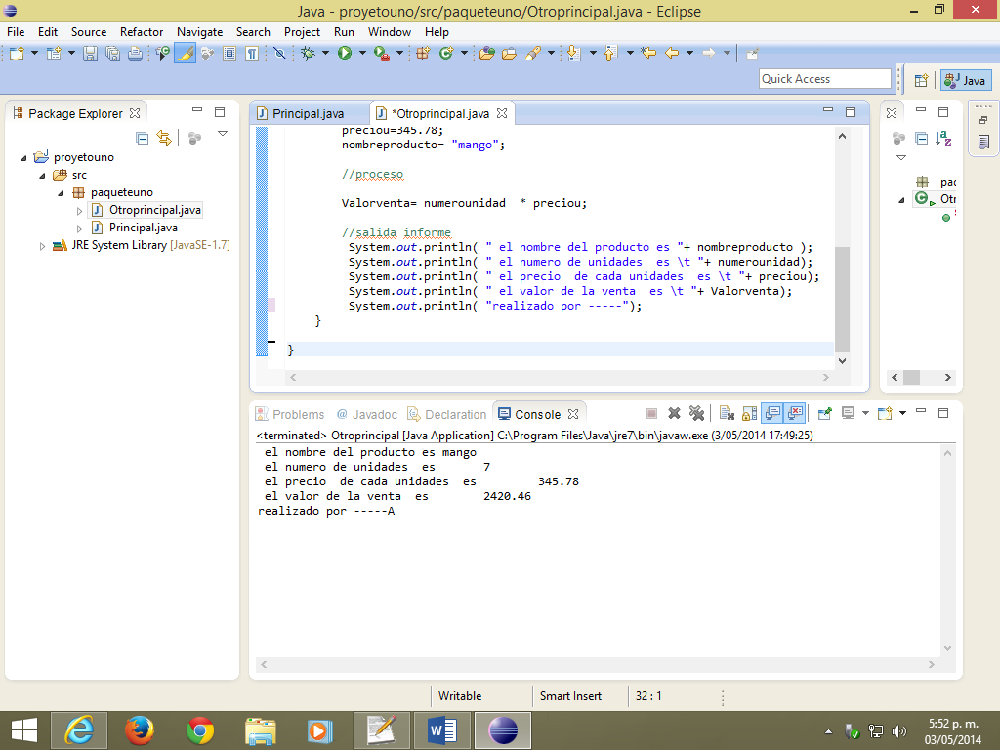 Java - proyetouno/src/paqueteuno/Otroprincipal.java - Eclipse
File Edit Source Refactor Navigate Search Project Run Window Help
Quick Access
Java
Package Explorer
proyetouno
src
paqueteuno
Otroprincipal.java
Principal.java
JRE System Library [JavaSE-1.7]
Principal.java
*Otroprincipal.java
preciou=345.78;
nombreproducto= "mango";
//proceso
Valorventa= numerounidad  * preciou;
//salida informe
System.out.println( " el nombre del producto es "+ nombreproducto );
System.out.println( " el numero de unidades  es \t "+ numerounidad);
System.out.println( " el precio  de cada unidades  es \t "+ preciou);
System.out.println( " el valor de la venta  es \t "+ Valorventa);
System.out.println( "realizado por -----");
}
}
pac
Otr
Problems @ Javadoc Declaration Console
<terminated> Otroprincipal [Java Application] C:\Program Files\Java\jre7\bin\javaw.exe (3/05/2014 17:49:25)
el nombre del producto es mango
el numero de unidades  es 7
el precio  de cada unidades  es 345.78
el valor de la venta  es 2420.46
realizado por -----A
Writable Smart Insert 32 : 1
5:52 p. m.
03/05/2014